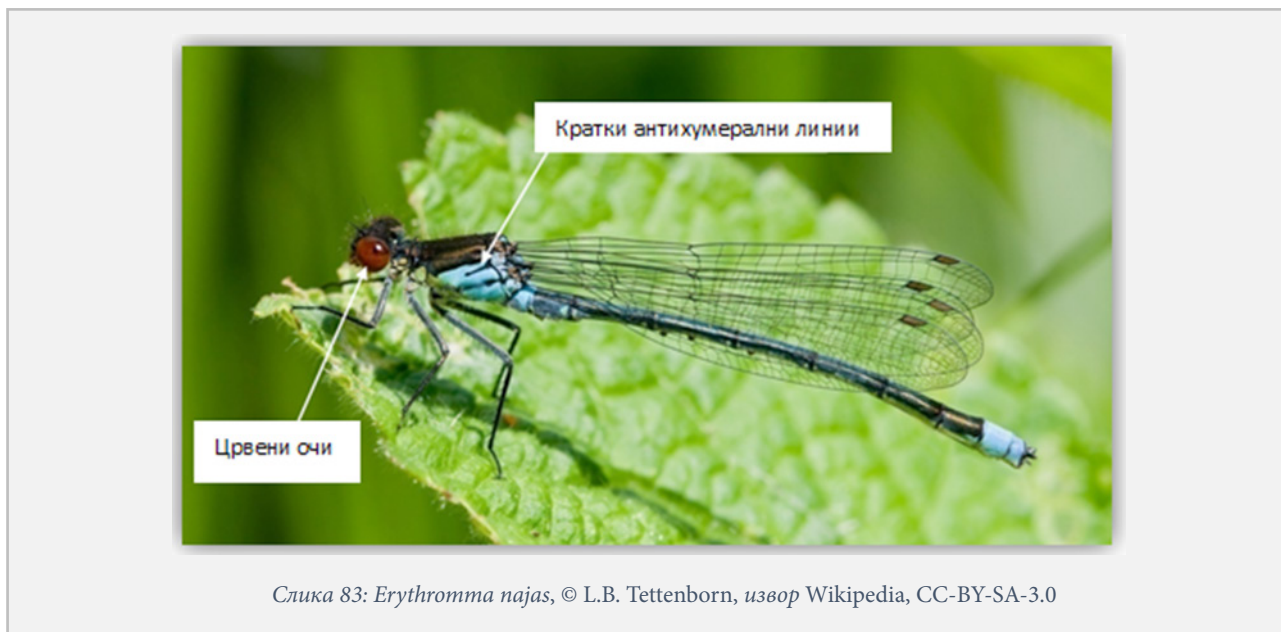 Кратки антихумерални линии
Црвени очи
Слика 83: Erythromma najas, © L.B. Tettenborn, извор Wikipedia, CC-BY-SA-3.0